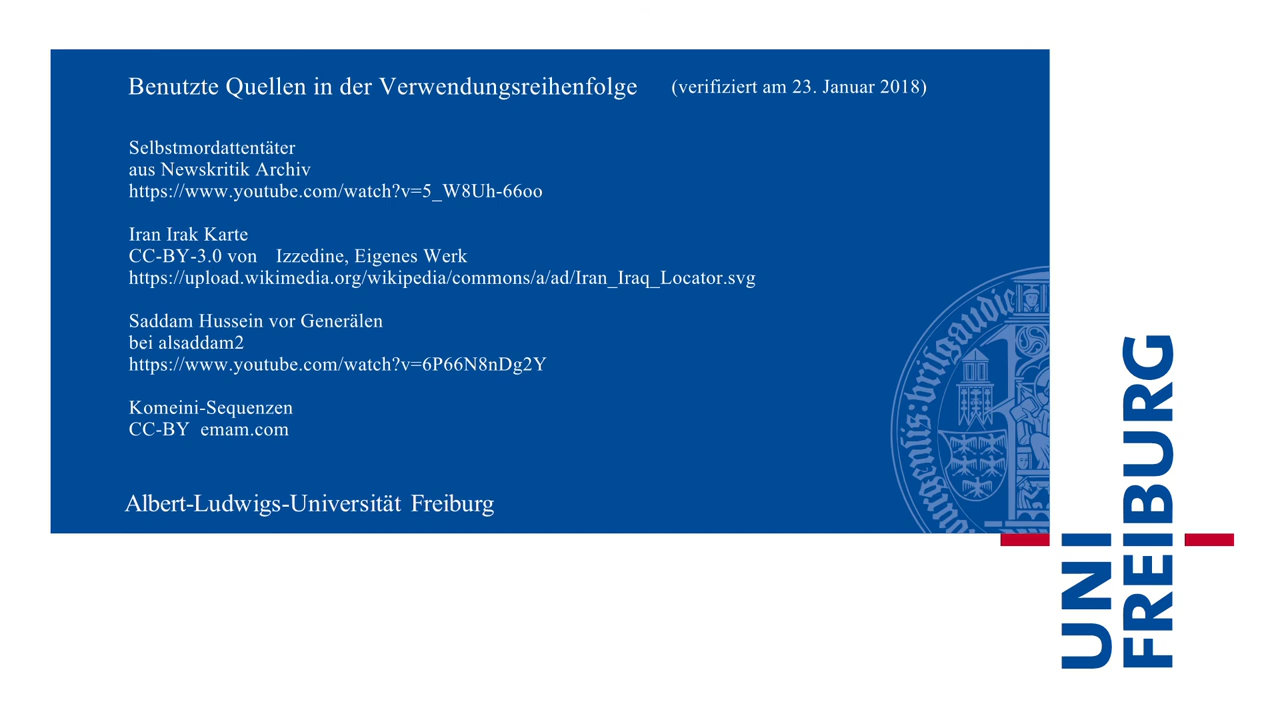 Benutzte Quellen in der Verwendungsreihenfolge (verifiziert am 23. Januar 2018)
Selbstmordattentäter
aus Newskritik Archiv
https://www.youtube.com/watch?v=5_W8Uh-66oo
Iran Irak Karte
CC-BY-3.0 von Izzedine, Eigenes Werk
https://upload.wikimedia.org/wikipedia/commons/a/ad/Iran_Iraq_Locator.svg
Saddam Hussein vor Generälen
bei alsaddam2
https://www.youtube.com/watch?v=6P66N8nDg2Y
Komeini-Sequenzen
CC-BY emam.com
Albert-Ludwigs-Universität Freiburg
UNI
FREIBURG